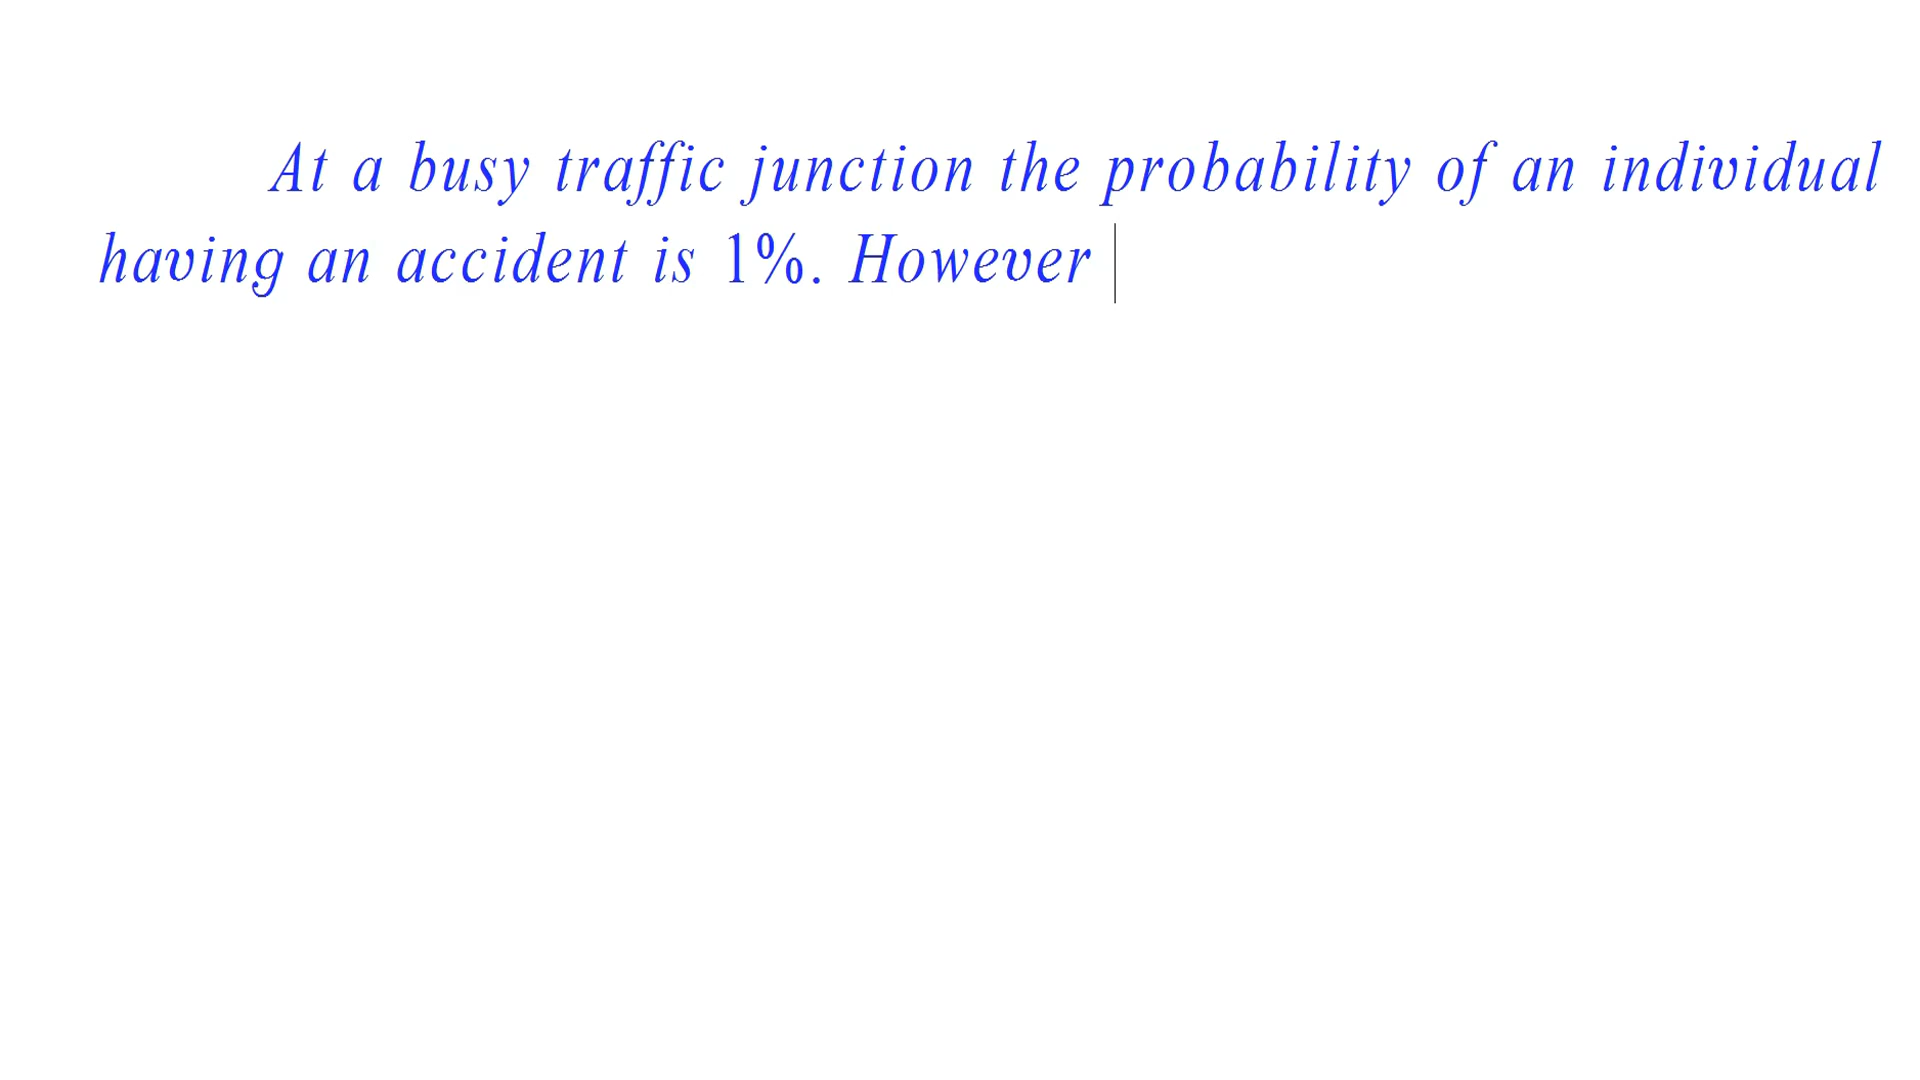 At a busy traffic junction the probability of an individual
having an accident is 1%. However